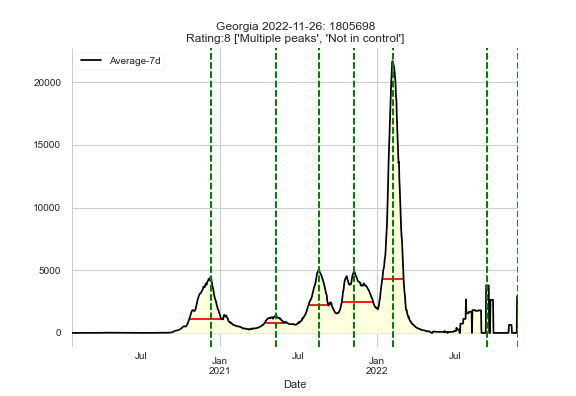 Georgia 2022-11-26: 1805698
Rating:8 ['Multiple peaks', 'Not in control']
Average-7d
20000
15000
10000
5000
0
Jul
Jan
2021
Jul
Jan
2022
Jul
Date